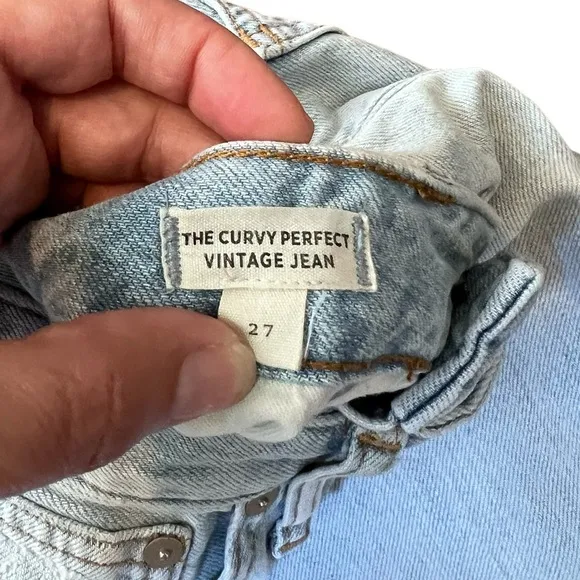 THE CURVY PERFECT
VINTAGE JEAN
27